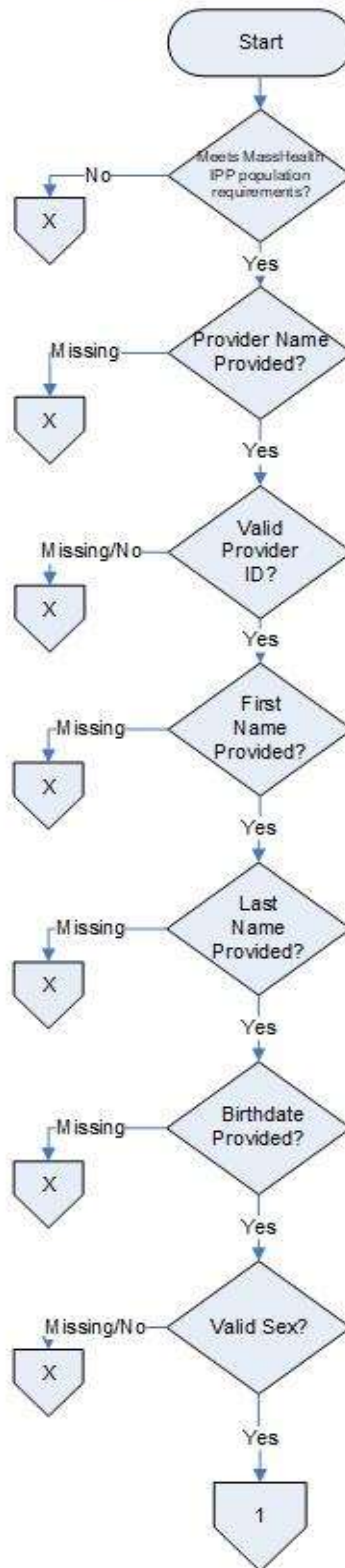 Start
Meets MassHealth
IPP population
requirements?
No
X
Yes
Provider Name
Provided?
Missing
X
Yes
Valid
Provider
ID?
Missing/No
X
Yes
First
Name
Provided?
Missing
X
Yes
Last
Name
Provided?
Missing
X
Yes
Birthdate
Provided?
Missing
X
Yes
Valid Sex?
Missing/No
X
Yes
1